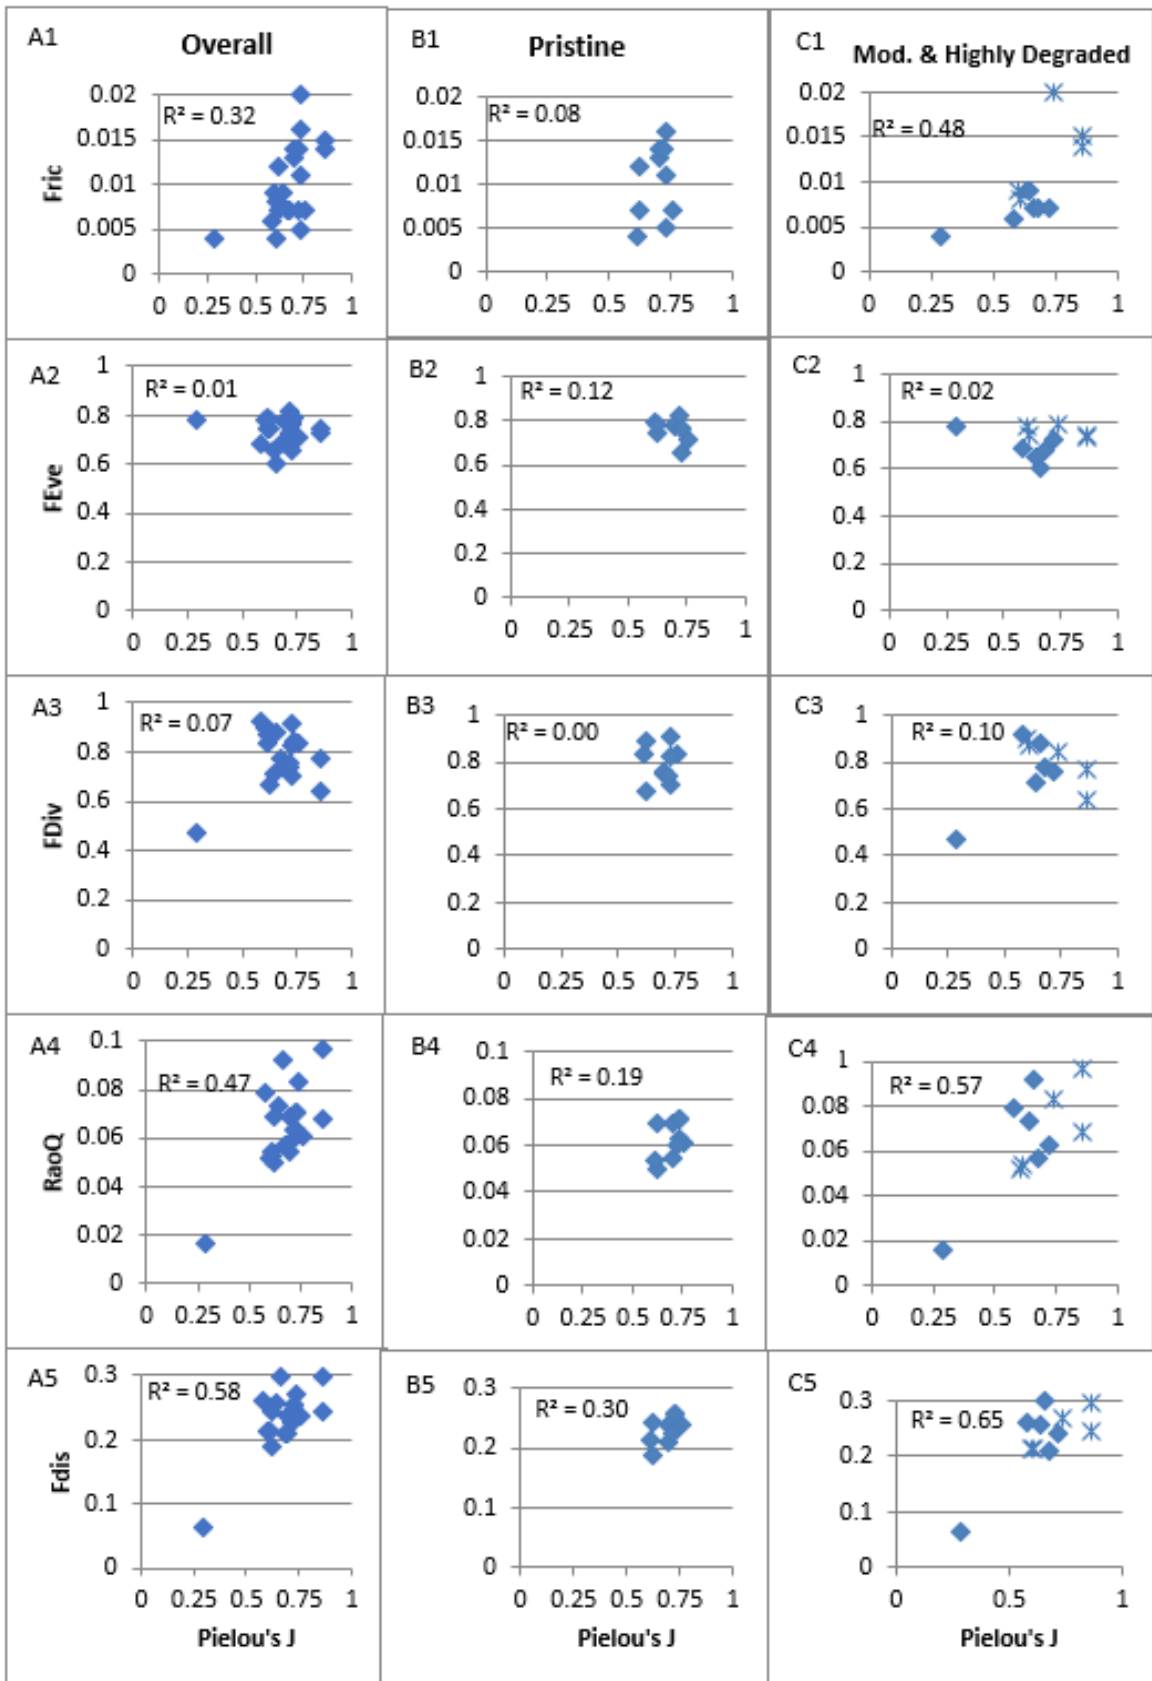 A1 Overall
Fric
R² = 0.32
0.02
0.015
0.01
0.005
0
0 0.25 0.5 0.75 1
B1 Pristine
R² = 0.08
0.02
0.015
0.01
0.005
0
0 0.25 0.5 0.75 1
C1 Mod. & Highly Degraded
R² = 0.48
0.02
0.015
0.01
0.005
0
0 0.25 0.5 0.75 1
A2
FEve
R² = 0.01
1
0.8
0.6
0.4
0.2
0
0 0.25 0.5 0.75 1
B2
R² = 0.12
1
0.8
0.6
0.4
0.2
0
0 0.25 0.5 0.75 1
C2
R² = 0.02
1
0.8
0.6
0.4
0.2
0
0 0.25 0.5 0.75 1
A3
FDiv
R² = 0.07
1
0.8
0.6
0.4
0.2
0
0 0.25 0.5 0.75 1
B3
R² = 0.00
1
0.8
0.6
0.4
0.2
0
0 0.25 0.5 0.75 1
C3
R² = 0.10
1
0.8
0.6
0.4
0.2
0
0 0.25 0.5 0.75 1
A4
RaoQ
R² = 0.47
0.1
0.08
0.06
0.04
0.02
0
0 0.25 0.5 0.75 1
B4
R² = 0.19
0.1
0.08
0.06
0.04
0.02
0
0 0.25 0.5 0.75 1
C4
R² = 0.57
1
0.08
0.06
0.04
0.02
0
0 0.25 0.5 0.75 1
A5
Fdis
R² = 0.58
0.3
0.2
0.1
0
0 0.25 0.5 0.75 1
Pielou's J
B5
R² = 0.30
0.3
0.2
0.1
0
0 0.25 0.5 0.75 1
Pielou's J
C5
R² = 0.65
0.3
0.2
0.1
0
0 0.5 1
Pielou's J